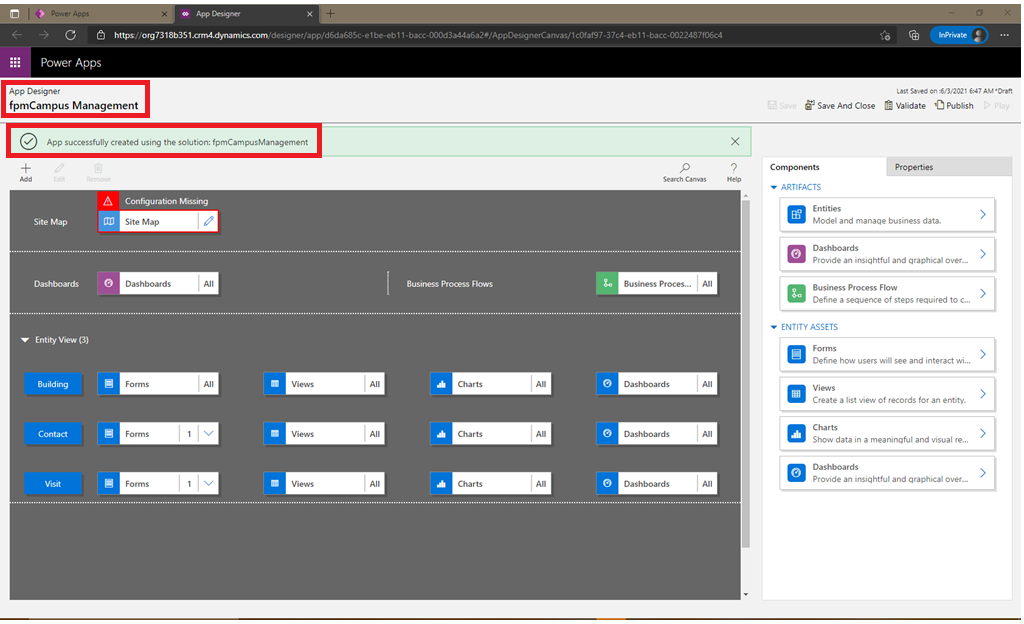 Power Apps
App Designer
https://org7318b351.crm4.dynamics.com/designer/app/d6da685c-e1be-eb11-bacc-000d3a44a6a2#/AppDesignerCanvas/1c0faf97-37c4-eb11-bacc-0022487f06c4
InPrivate
Power Apps
App Designer
fpmCampus Management
Last Saved on :6/3/2021 6:47 AM *Draft
Save
Save And Close
Validate
Publish
Play
App successfully created using the solution: fpmCampusManagement
Add
Edit
Remove
Search Canvas
Help
Site Map
Configuration Missing
Site Map
Dashboards
Dashboards
All
Business Process Flows
Business Proces...
All
Entity View (3)
Building
Forms
All
Views
All
Charts
All
Dashboards
All
Contact
Forms
1
Views
All
Charts
All
Dashboards
All
Visit
Forms
1
Views
All
Charts
All
Dashboards
All
Components
Properties
ARTIFACTS
Entities
Model and manage business data.
Dashboards
Provide an insightful and graphical over...
Business Process Flow
Define a sequence of steps required to c...
ENTITY ASSETS
Forms
Define how users will see and interact wi...
Views
Create a list view of records for an entity.
Charts
Show data in a meaningful and visual re...
Dashboards
Provide an insightful and graphical over...